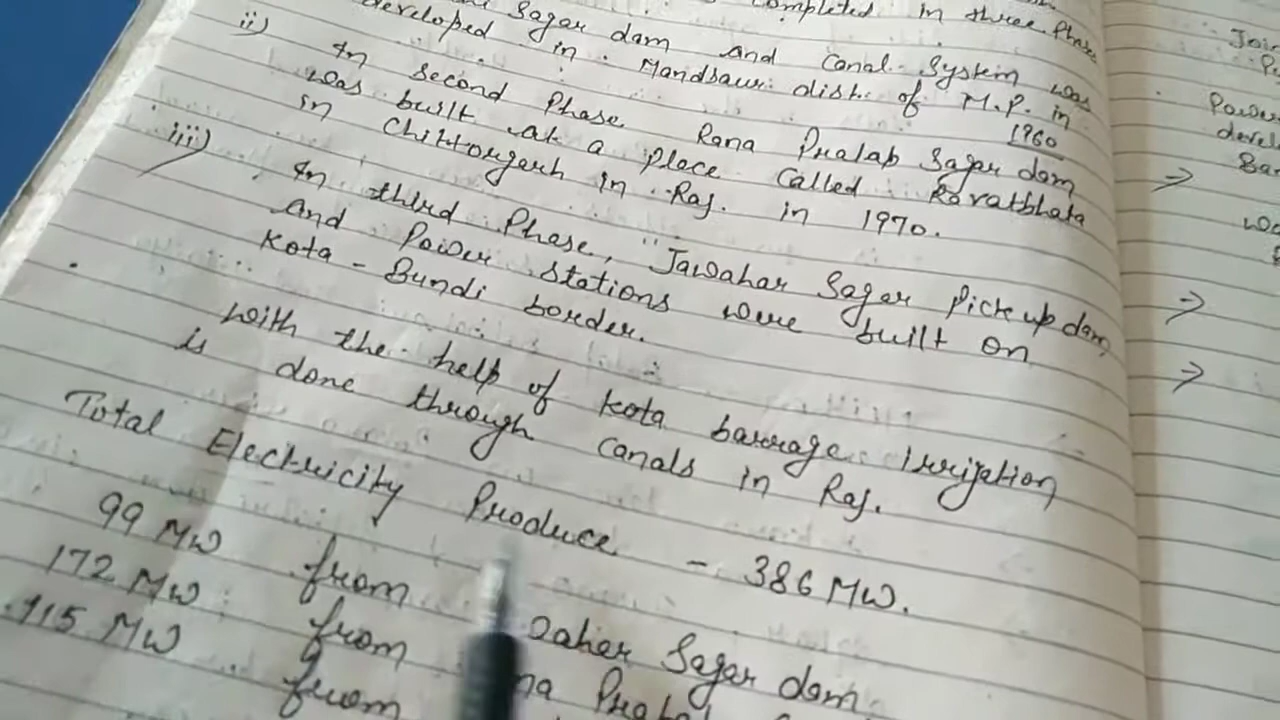 completed in three Phases
Sagar dam and Canal System was
developed in Mandsaur dist. of M.P. in 1960
ii) In second Phase Rana Pratap Sagar dam
was built at a place called Ravatbhata
in Chittorgarh in Raj. in 1970.
iii) In third Phase, "Jawahar Sagar Pick up dam
And Power Stations were built on
Kota - Bundi border.
With the help of Kota barrage Irrijation
is done through Canals in Raj.
Total Electricity Produce - 386 MW.
99 MW from Sagar dam
172 MW from
115 MW from
=>
=>
=>